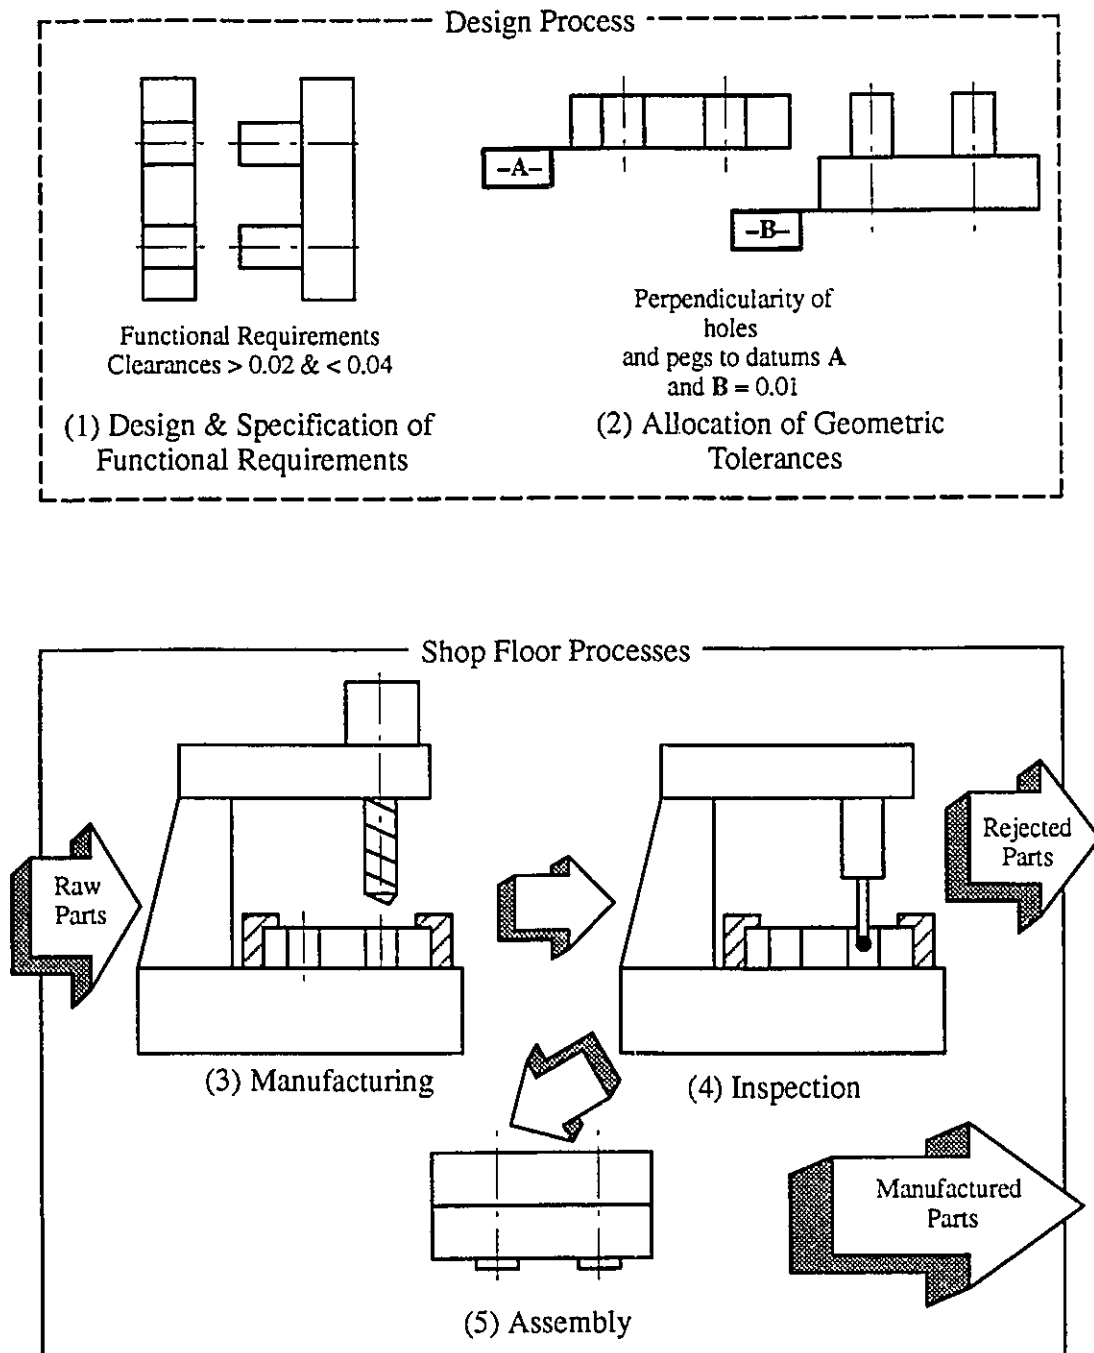 Design Process
-A-
-B-
Functional Requirements
Clearances > 0.02 & < 0.04
Perpendicularity of
holes
and pegs to datums A
and B = 0.01
(1) Design & Specification of
Functional Requirements
(2) Allocation of Geometric
Tolerances
Shop Floor Processes
Raw
Parts
Rejected
Parts
(3) Manufacturing
(4) Inspection
Manufactured
Parts
(5) Assembly